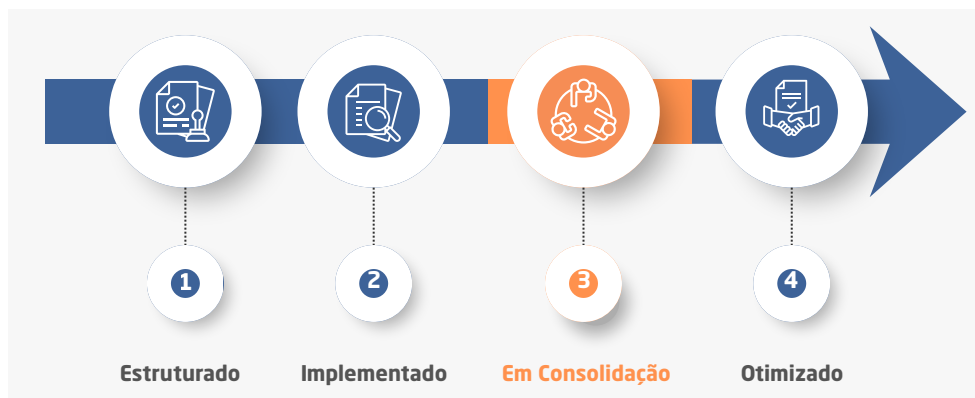 1
2
3
4
Estruturado
Implementado
Em Consolidação
Otimizado